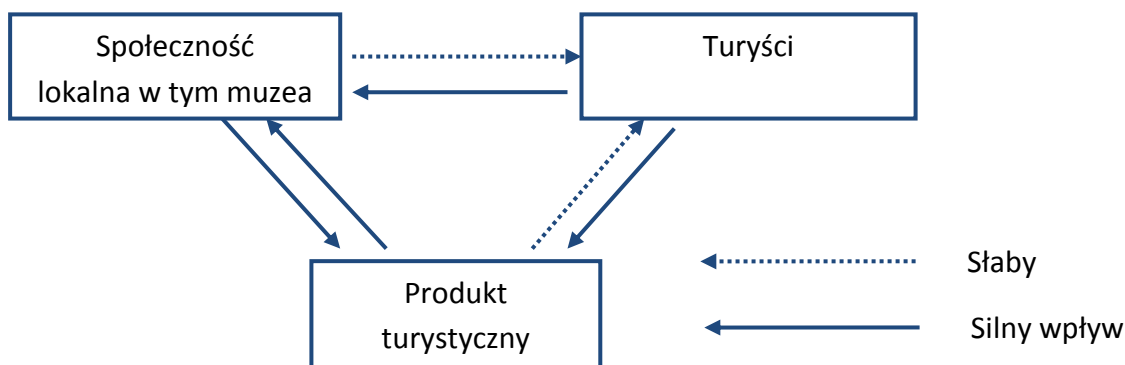 Społeczność
lokalna w tym muzea
Turyści
Produkt
turystyczny
Słaby
Silny wpływ